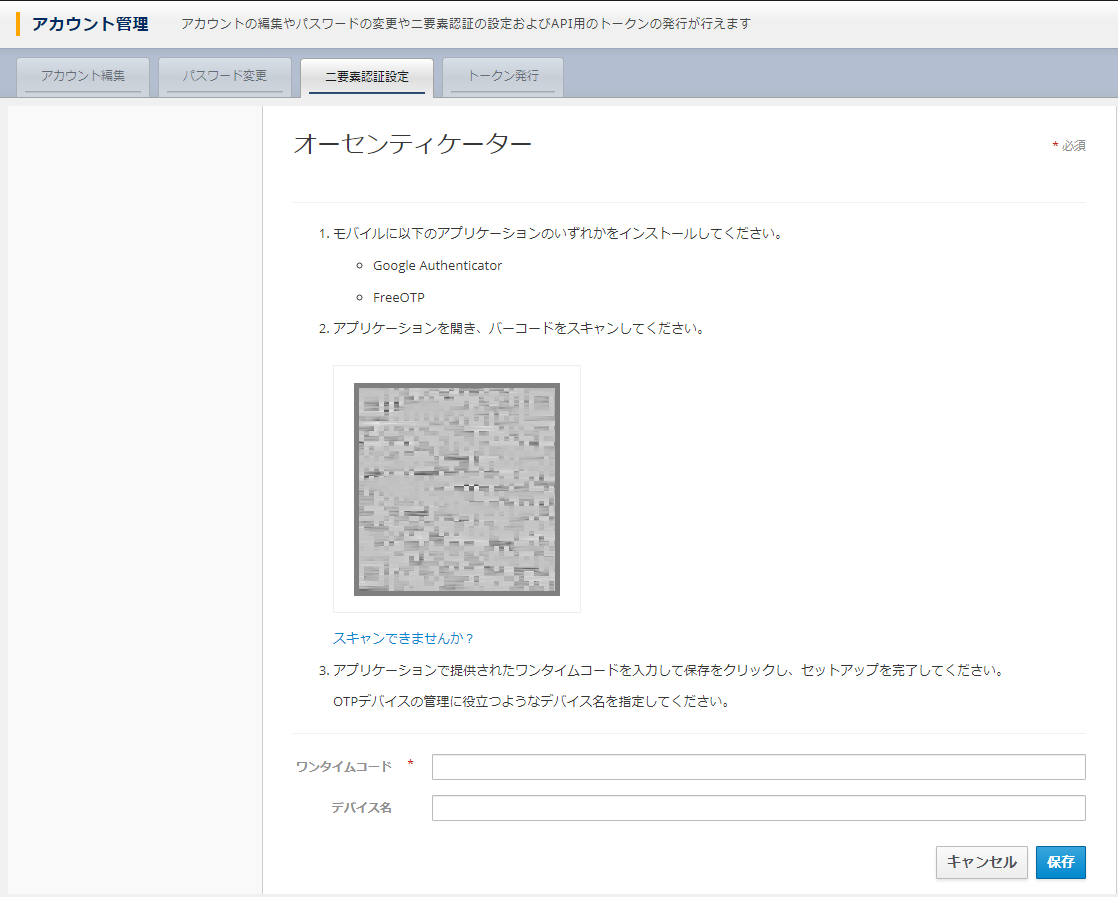 アカウント管理 アカウントの編集やパスワードの変更や二要素認証の設定およびAPI用のトークンの発行が行えます
アカウント編集 パスワード変更 二要素認証設定 トークン発行
オーセンティケーター
* 必須
1. モバイルに以下のアプリケーションのいずれかをインストールしてください。
Google Authenticator
FreeOTP
2. アプリケーションを開き、バーコードをスキャンしてください。
スキャンできませんか？
3. アプリケーションで提供されたワンタイムコードを入力して保存をクリックし、セットアップを完了してください。
OTPデバイスの管理に役立つようなデバイス名を指定してください。
ワンタイムコード *
デバイス名
キャンセル 保存